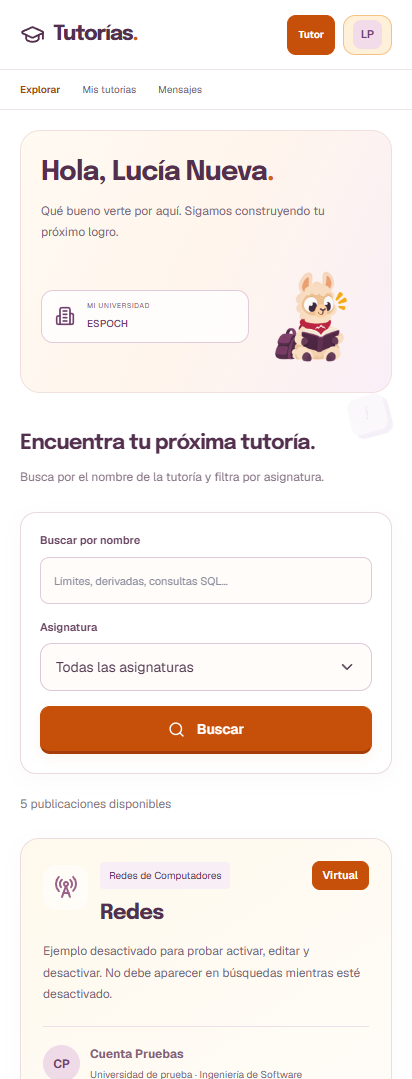 Tutorías.
Tutor
LP
Explorar
Mis tutorías
Mensajes
Hola, Lucía Nueva.
Qué bueno verte por aquí. Sigamos construyendo tu
próximo logro.
MI UNIVERSIDAD
ESPOCH
Encuentra tu próxima tutoría.
Busca por el nombre de la tutoría y filtra por asignatura.
Buscar por nombre
Límites, derivadas, consultas SQL...
Asignatura
Todas las asignaturas
Buscar
5 publicaciones disponibles
Redes de Computadores
Virtual
Redes
Ejemplo desactivado para probar activar, editar y
desactivar. No debe aparecer en búsquedas mientras esté
desactivado.
CP
Cuenta Pruebas
Universidad de prueba · Ingeniería de Software